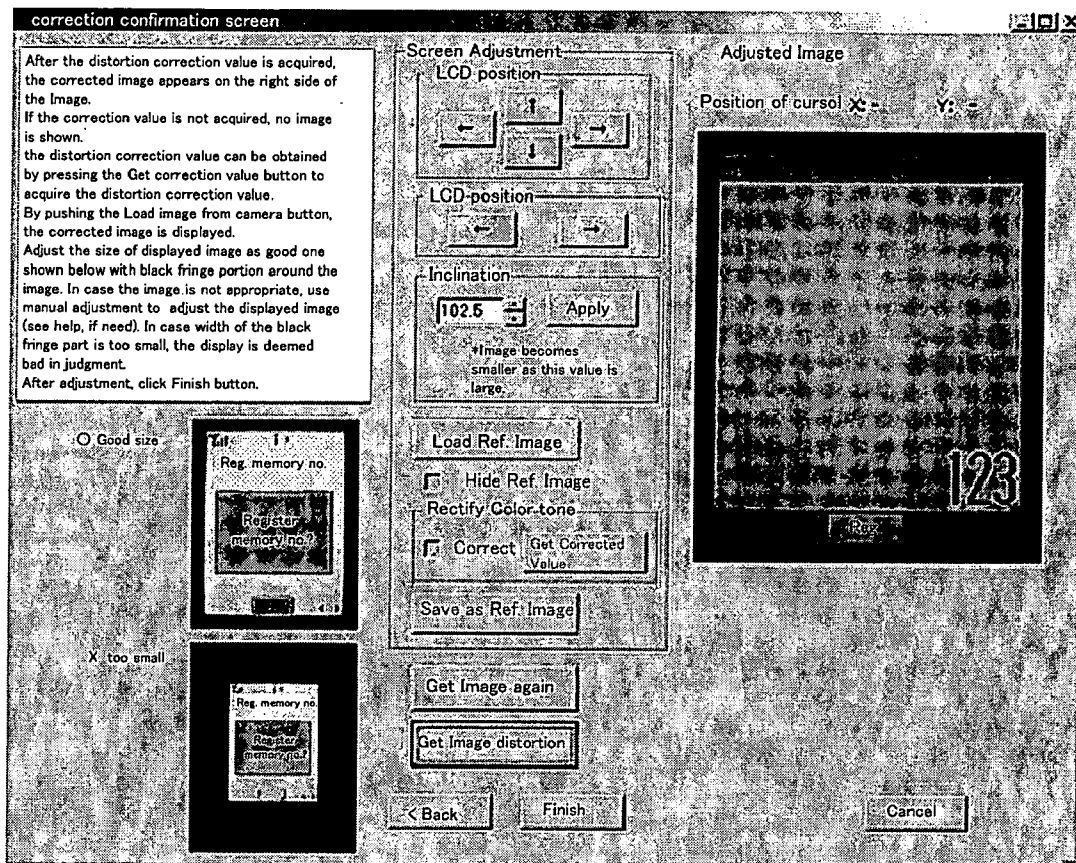 correction confirmation screen
After the distortion correction value is acquired,
the corrected image appears on the right side of
the Image.
If the correction value is not acquired, no image
is shown.
the distortion correction value can be obtained
by pressing the Get correction value button to
acquire the distortion correction value.
By pushing the Load image from camera button,
the corrected image is displayed.
Adjust the size of displayed image as good one
shown below with black fringe portion around the
image. In case the image is not appropriate, use
manual adjustment to adjust the displayed image
(see help, if need). In case width of the black
fringe part is too small, the display is deemed
bad in judgment.
After adjustment, click Finish button.
O Good size
Reg. memory no.
Register
memory no.?
X too small
Reg. memory no.
Register
memory no.?
Screen Adjustment
LCD position
↑
← →
↓
LCD-position
← →
Inclination
102.5 Apply
*Image becomes
smaller as this value is
large.
Load Ref. Image
Hide Ref. Image
Rectify Color tone
Correct Get Corrected
Value
Save as Ref. Image
Get Image again
Get Image distortion
< Back Finish Cancel
Adjusted Image
Position of cursol X: - Y: -
123
Reg